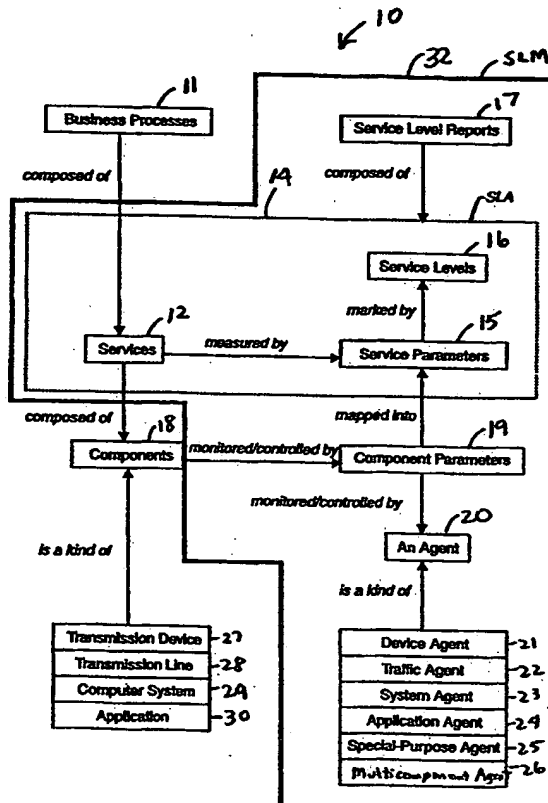 10
32 SLM
11
17
Business Processes
Service Level Reports
composed of
composed of
14
SLA
16
Service Levels
marked by
12
15
Services
measured by
Service Parameters
composed of
mapped into
18
19
Components
monitored/controlled by
Component Parameters
monitored/controlled by
20
An Agent
is a kind of
is a kind of
Transmission Device 27
Transmission Line 28
Computer System 29
Application 30
Device Agent 21
Traffic Agent 22
System Agent 23
Application Agent 24
Special-Purpose Agent 25
Multicomponent Agent 26